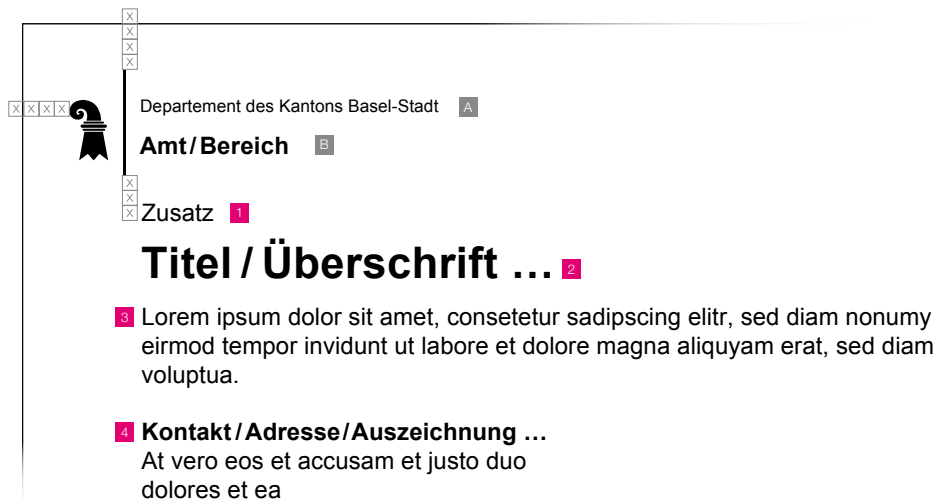 X
X
X
X
X X X X
Departement des Kantons Basel-Stadt A
Amt/Bereich B
X
X
X
Zusatz 1
Titel/Überschrift … 2
3 Lorem ipsum dolor sit amet, consetetur sadipscing elitr, sed diam nonumy
eirmod tempor invidunt ut labore et dolore magna aliquyam erat, sed diam
voluptua.
4 Kontakt/Adresse/Auszeichnung …
At vero eos et accusam et justo duo
dolores et ea